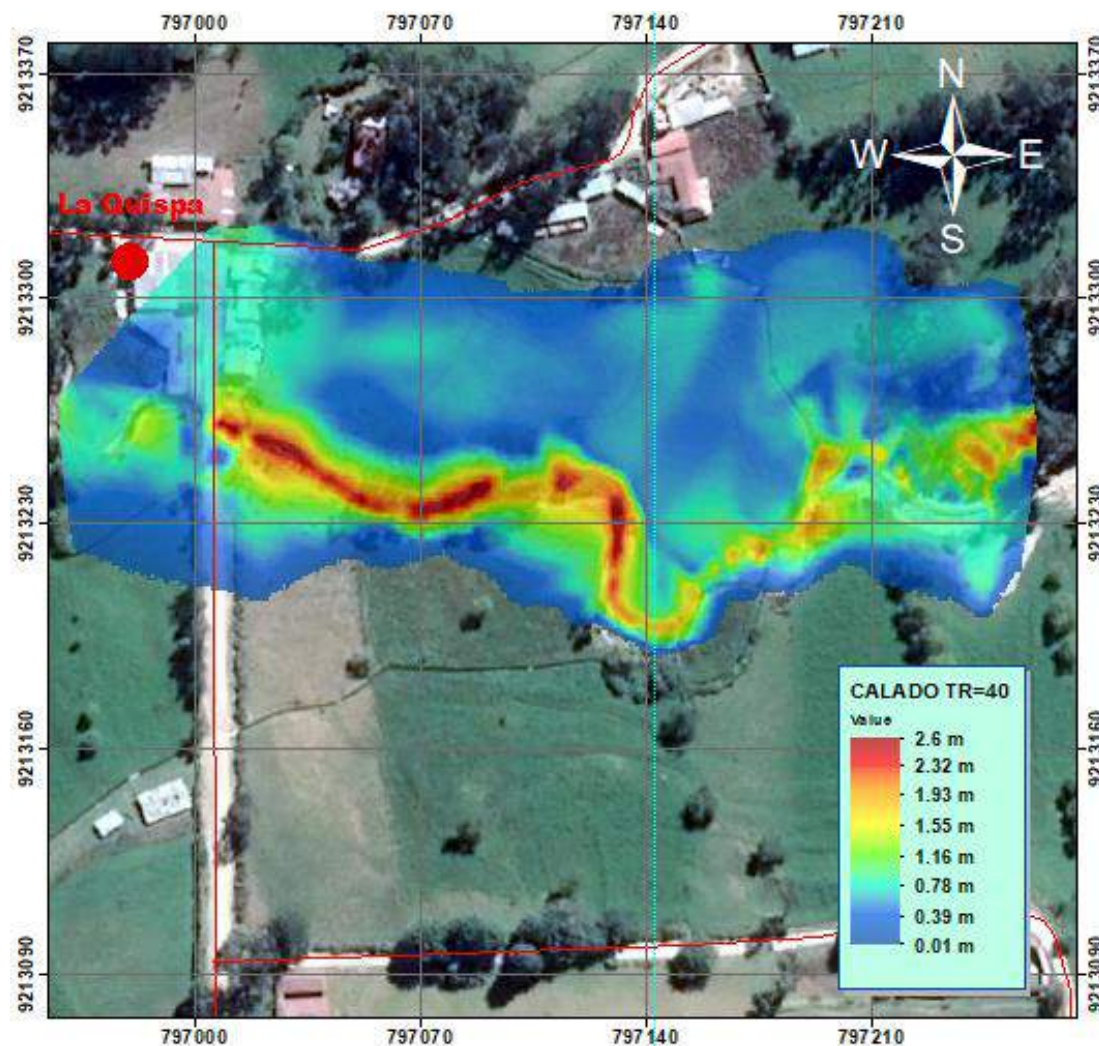 797000 797070 797140 797210
9213370 9213370
N
W E
S
La Quispa
9213300 9213300
9213230 9213230
CALADO TR=40
Value
2.6 m
2.32 m
1.93 m
1.55 m
1.16 m
0.78 m
0.39 m
0.01 m
9213160 9213160
9213090 9213090
797000 797070 797140 797210